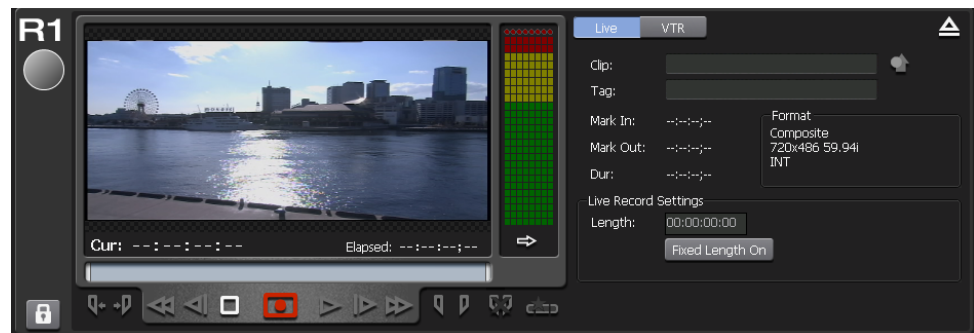 R1
Live
VTR
Clip:
Tag:
Mark In: --:--:--;--
Mark Out: --:--:--;--
Dur: --:--:--;--
Format
Composite
720x486 59.94i
INT
Live Record Settings
Length: 00:00:00:00
Fixed Length On
Cur: --:--:--:--
Elapsed: --:--:--;--